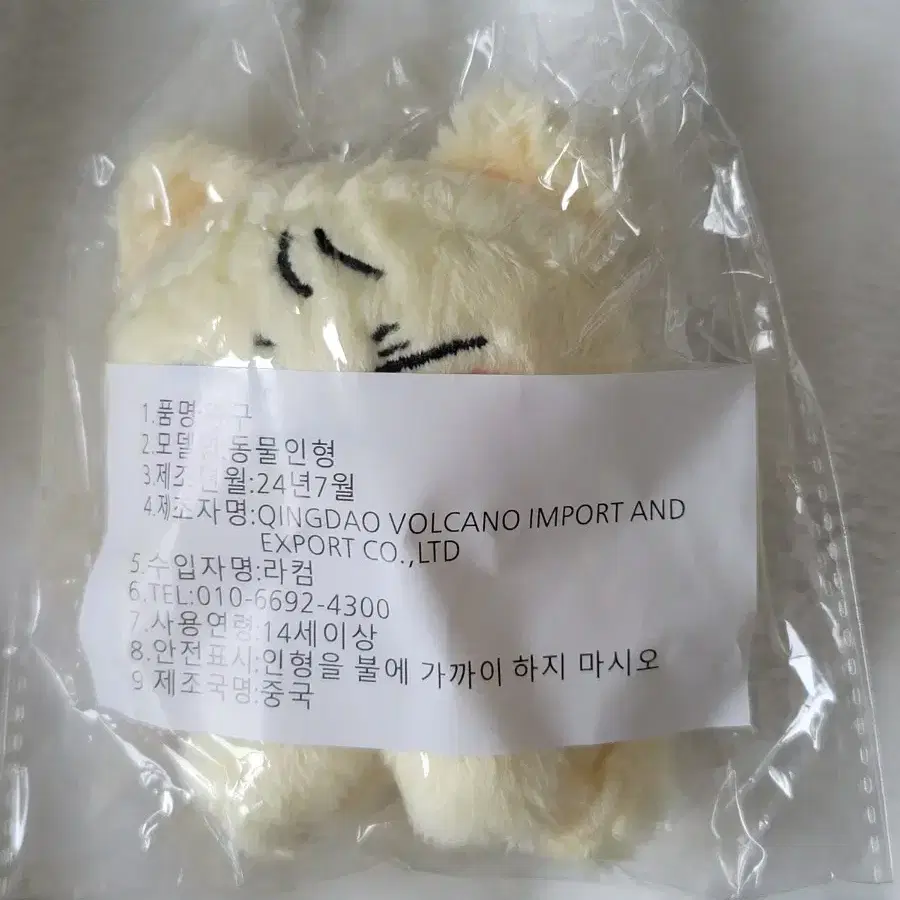 1.품명 구
2.모델 동물인형
3.제조년월:24년7월
4.제조자명:QINGDAO VOLCANO IMPORT AND
EXPORT CO.,LTD
5.수입자명:라컴
6.TEL:010-6692-4300
7.사용연령:14세이상
8.안전표시:인형을 불에 가까이 하지 마시오
9 제조국명:중국